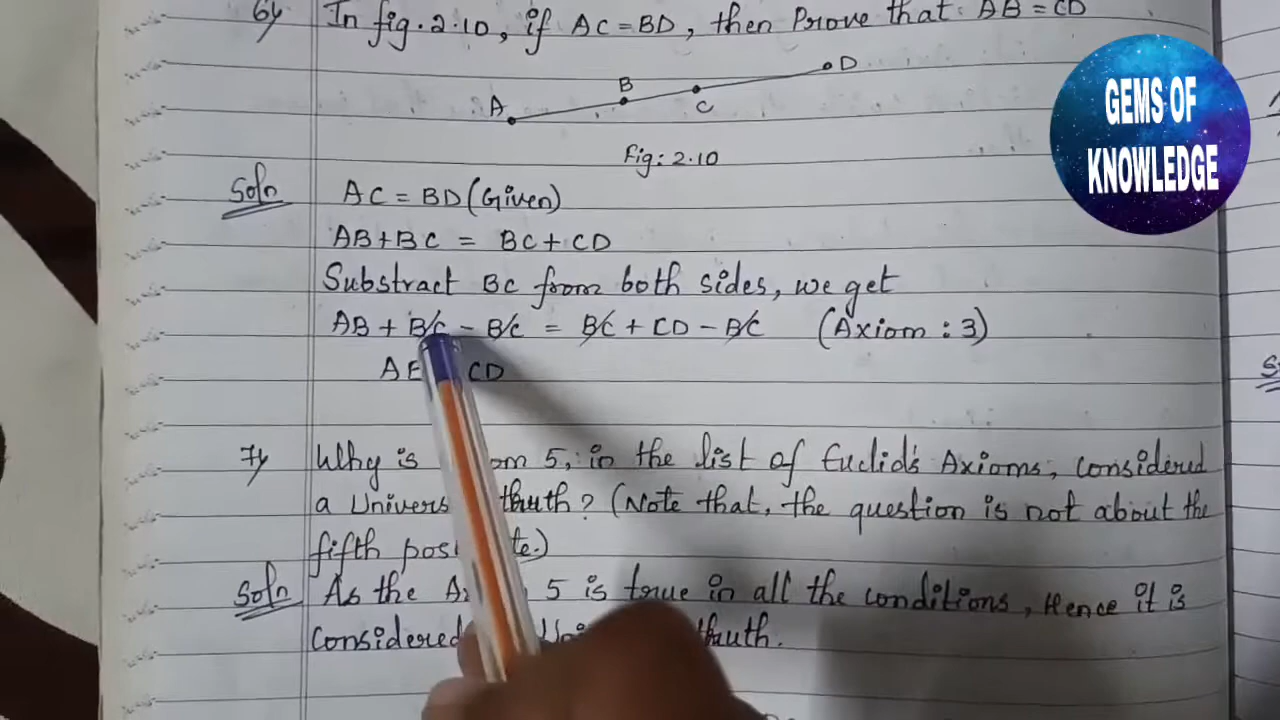 6) In fig.2.10, if AC=BD, then Prove that: AB=CD
A B C D
Fig: 2.10
Soln AC = BD (Given)
AB+BC = BC+CD
Substract BC from both sides, we get
AB + BC - BC = BC + CD - BC (Axiom : 3)
CD
7) Why is 5, in the list of Euclid's Axioms, considered
a thuth? (Note that, the question is not about the
fifth
Soln As the 5 is true in all the conditions, Hence it is
considered thuth.
GEMS OF
KNOWLEDGE